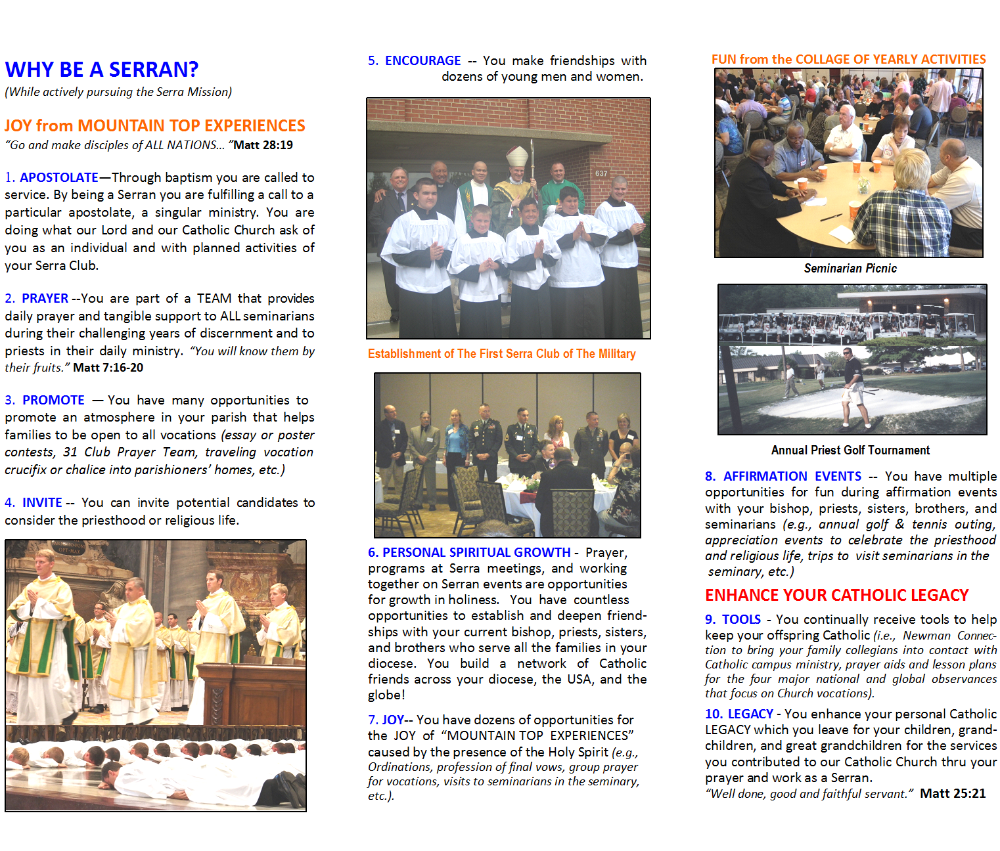 WHY BE A SERRAN?
(While actively pursuing the Serra Mission)
JOY from MOUNTAIN TOP EXPERIENCES
“Go and make disciples of ALL NATIONS... ”Matt 28:19
1. APOSTOLATE—Through baptism you are called to
service. By being a Serran you are fulfilling a call to a
particular apostolate, a singular ministry. You are
doing what our Lord and our Catholic Church ask of
you as an individual and with planned activities of
your Serra Club.
2. PRAYER --You are part of a TEAM that provides
daily prayer and tangible support to ALL seminarians
during their challenging years of discernment and to
priests in their daily ministry. “You will know them by
their fruits.” Matt 7:16-20
3. PROMOTE — You have many opportunities to
promote an atmosphere in your parish that helps
families to be open to all vocations (essay or poster
contests, 31 Club Prayer Team, traveling vocation
crucifix or chalice into parishioners’ homes, etc.)
4. INVITE -- You can invite potential candidates to
consider the priesthood or religious life.
OPT·MAX
5. ENCOURAGE -- You make friendships with
dozens of young men and women.
637
Establishment of The First Serra Club of The Military
6. PERSONAL SPIRITUAL GROWTH - Prayer,
programs at Serra meetings, and working
together on Serran events are opportunities
for growth in holiness. You have countless
opportunities to establish and deepen friend-
ships with your current bishop, priests, sisters,
and brothers who serve all the families in your
diocese. You build a network of Catholic
friends across your diocese, the USA, and the
globe!
7. JOY-- You have dozens of opportunities for
the JOY of “MOUNTAIN TOP EXPERIENCES”
caused by the presence of the Holy Spirit (e.g.,
Ordinations, profession of final vows, group prayer
for vocations, visits to seminarians in the seminary,
etc.).
FUN from the COLLAGE OF YEARLY ACTIVITIES
Seminarian Picnic
16 15 14 13 12 11 10
Annual Priest Golf Tournament
8. AFFIRMATION EVENTS -- You have multiple
opportunities for fun during affirmation events
with your bishop, priests, sisters, brothers, and
seminarians (e.g., annual golf & tennis outing,
appreciation events to celebrate the priesthood
and religious life, trips to visit seminarians in the
seminary, etc.)
ENHANCE YOUR CATHOLIC LEGACY
9. TOOLS - You continually receive tools to help
keep your offspring Catholic (i.e., Newman Connec-
tion to bring your family collegians into contact with
Catholic campus ministry, prayer aids and lesson plans
for the four major national and global observances
that focus on Church vocations).
10. LEGACY - You enhance your personal Catholic
LEGACY which you leave for your children, grand-
children, and great grandchildren for the services
you contributed to our Catholic Church thru your
prayer and work as a Serran.
“Well done, good and faithful servant.” Matt 25:21